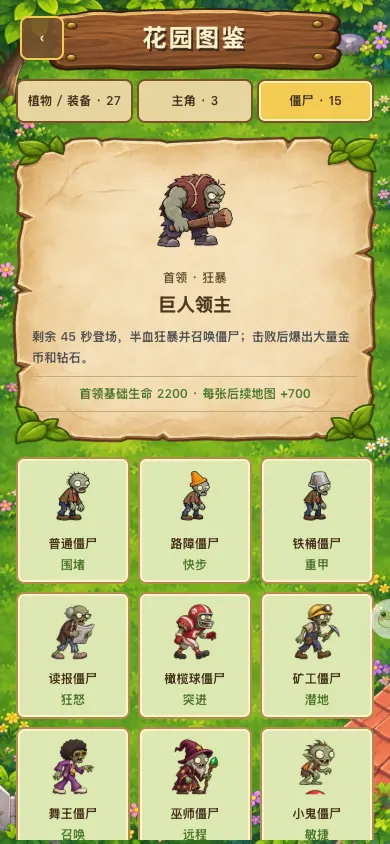 ‹
花园图鉴
植物 / 装备 · 27
主角 · 3
僵尸 · 15
首领 · 狂暴
巨人领主
剩余 45 秒登场，半血狂暴并召唤僵尸；击败后爆出大量金
币和钻石。
首领基础生命 2200 · 每张后续地图 +700
普通僵尸
围堵
路障僵尸
快步
铁桶僵尸
重甲
读报僵尸
狂怒
橄榄球僵尸
突进
矿工僵尸
潜地
舞王僵尸
召唤
巫师僵尸
远程
小鬼僵尸
敏捷